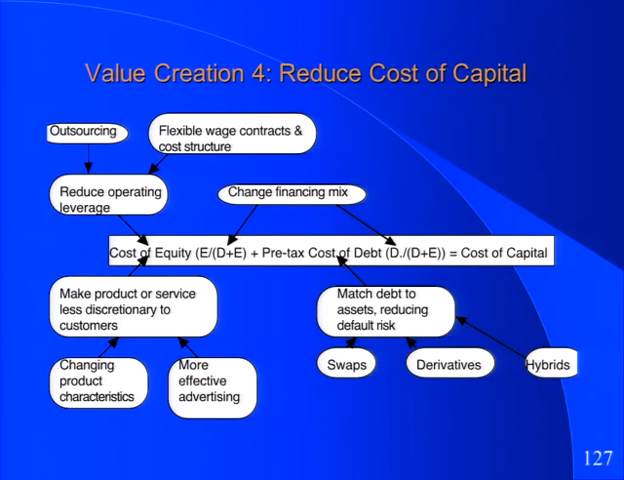 Value Creation 4: Reduce Cost of Capital
Outsourcing
Flexible wage contracts &
cost structure
Reduce operating
leverage
Change financing mix
Cost of Equity (E/(D+E) + Pre-tax Cost of Debt (D./(D+E)) = Cost of Capital
Make product or service
less discretionary to
customers
Match debt to
assets, reducing
default risk
Changing
product
characteristics
More
effective
advertising
Swaps
Derivatives
Hybrids
127